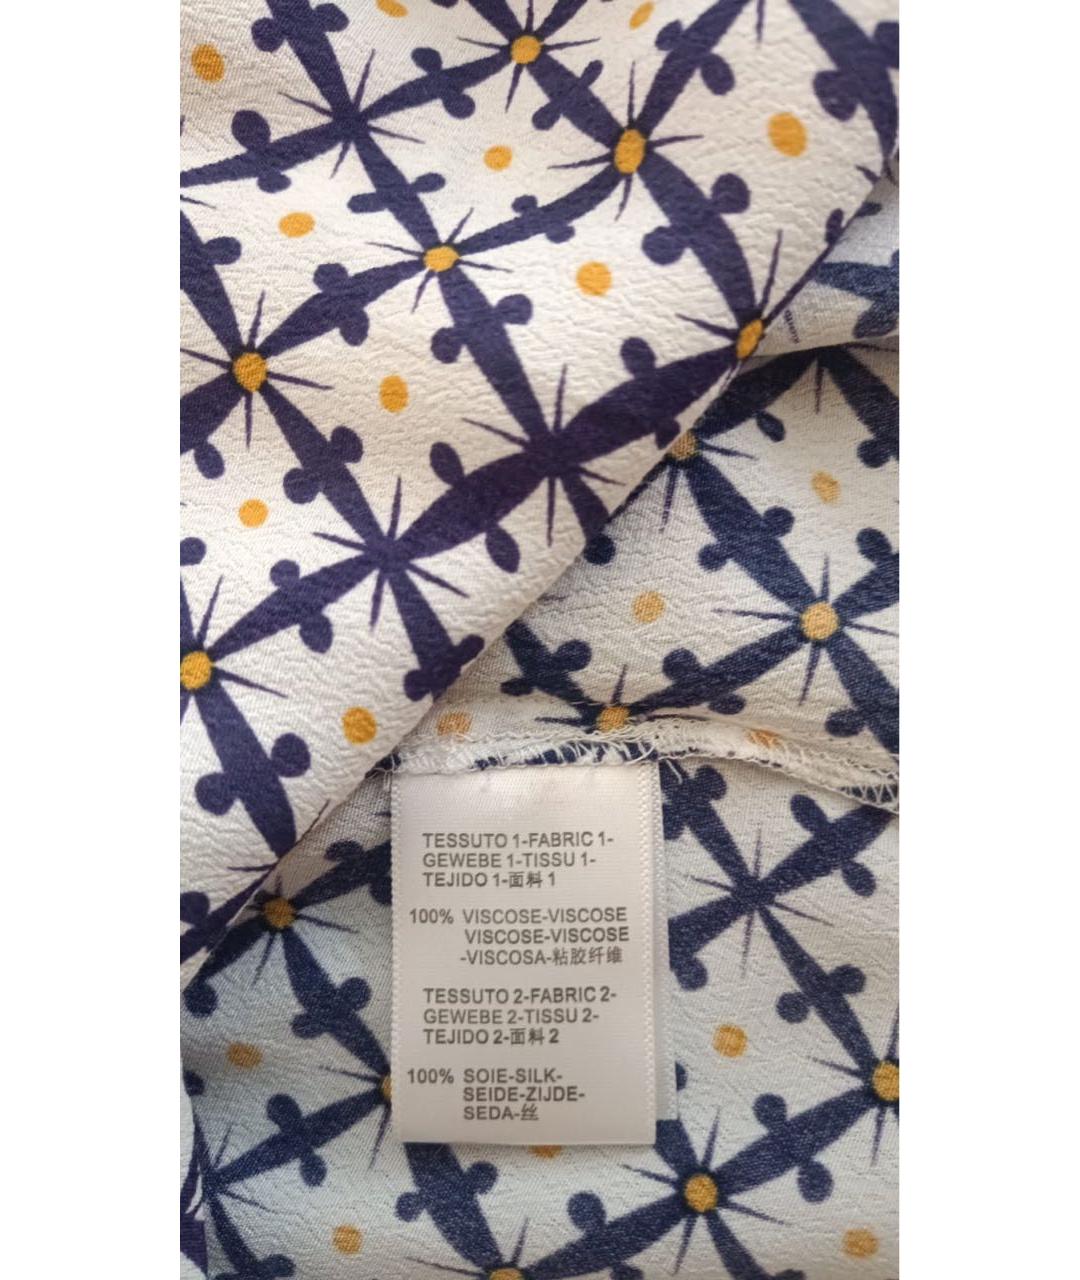 TESSUTO 1-FABRIC 1-
GEWEBE 1-TISSU 1-
TEJIDO 1-面料 1
100% VISCOSE-VISCOSE
VISCOSE-VISCOSE
-VISCOSA-粘胶纤维
TESSUTO 2-FABRIC 2-
GEWEBE 2-TISSU 2-
TEJIDO 2-面料 2
100% SOIE-SILK-
SEIDE-ZIJDE-
SEDA-丝